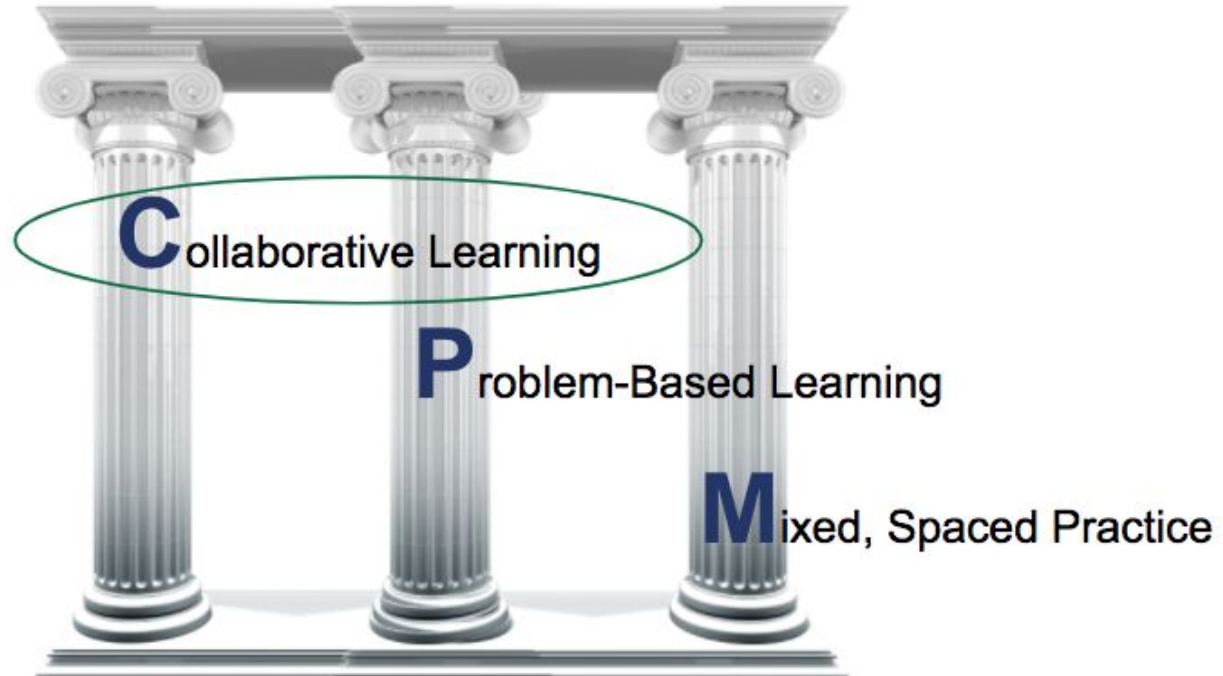 Collaborative Learning
Problem-Based Learning
Mixed, Spaced Practice